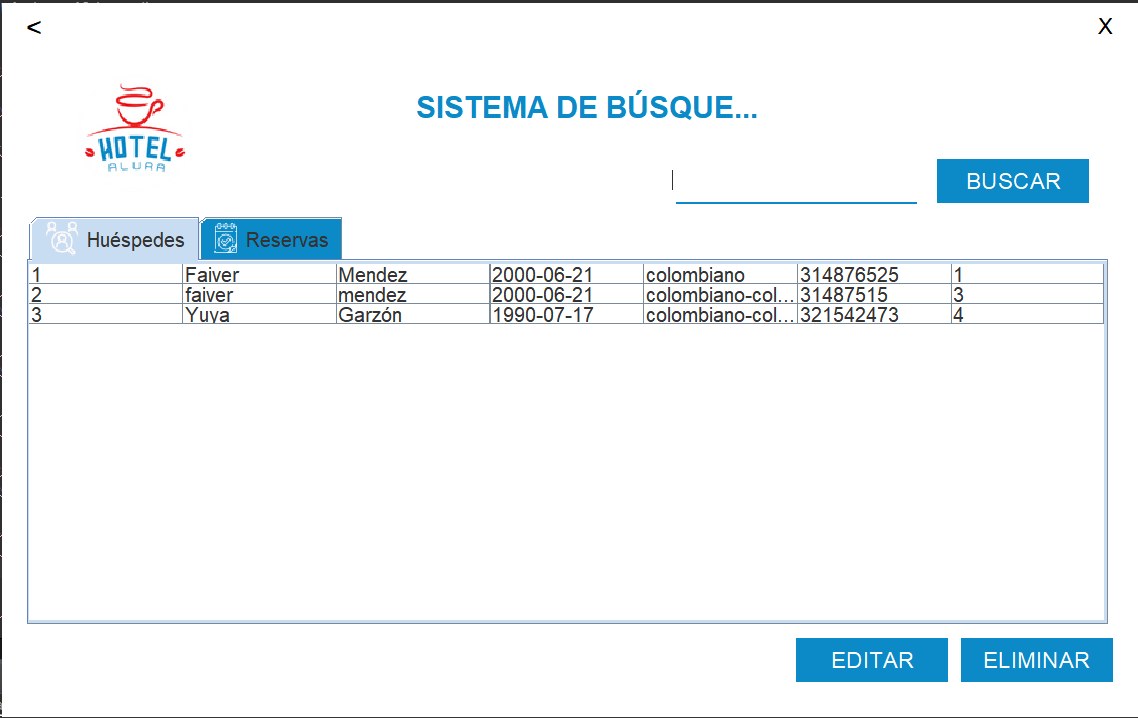 < X
HOTEL
ALURA
SISTEMA DE BÚSQUE...
BUSCAR
Huéspedes Reservas
1 Faiver Mendez 2000-06-21 colombiano 314876525 1
2 faiver mendez 2000-06-21 colombiano-col... 31487515 3
3 Yuya Garzón 1990-07-17 colombiano-col... 321542473 4
EDITAR ELIMINAR